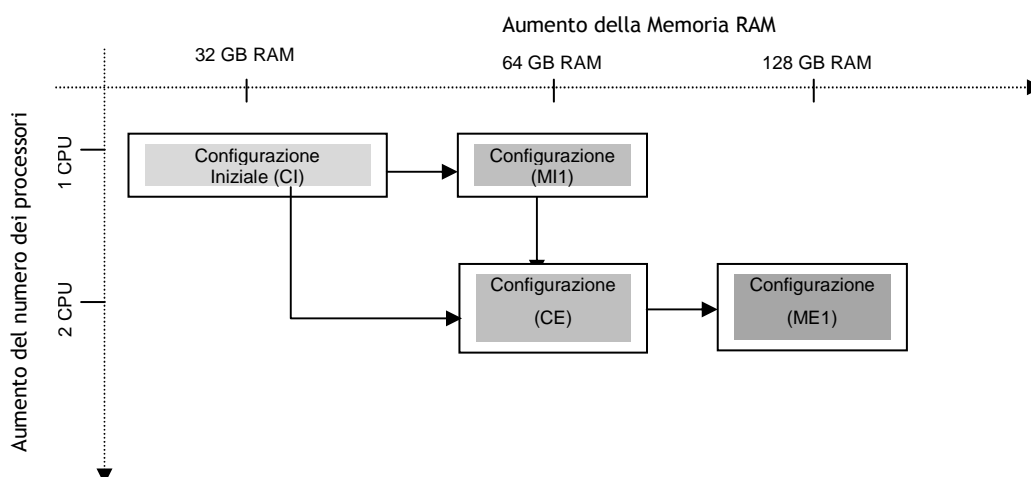 Aumento della Memoria RAM
32 GB RAM
64 GB RAM
128 GB RAM
Aumento del numero dei processori
1 CPU
Configurazione
Iniziale (CI)
Configurazione
(MI1)
2 CPU
Configurazione
(CE)
Configurazione
(ME1)